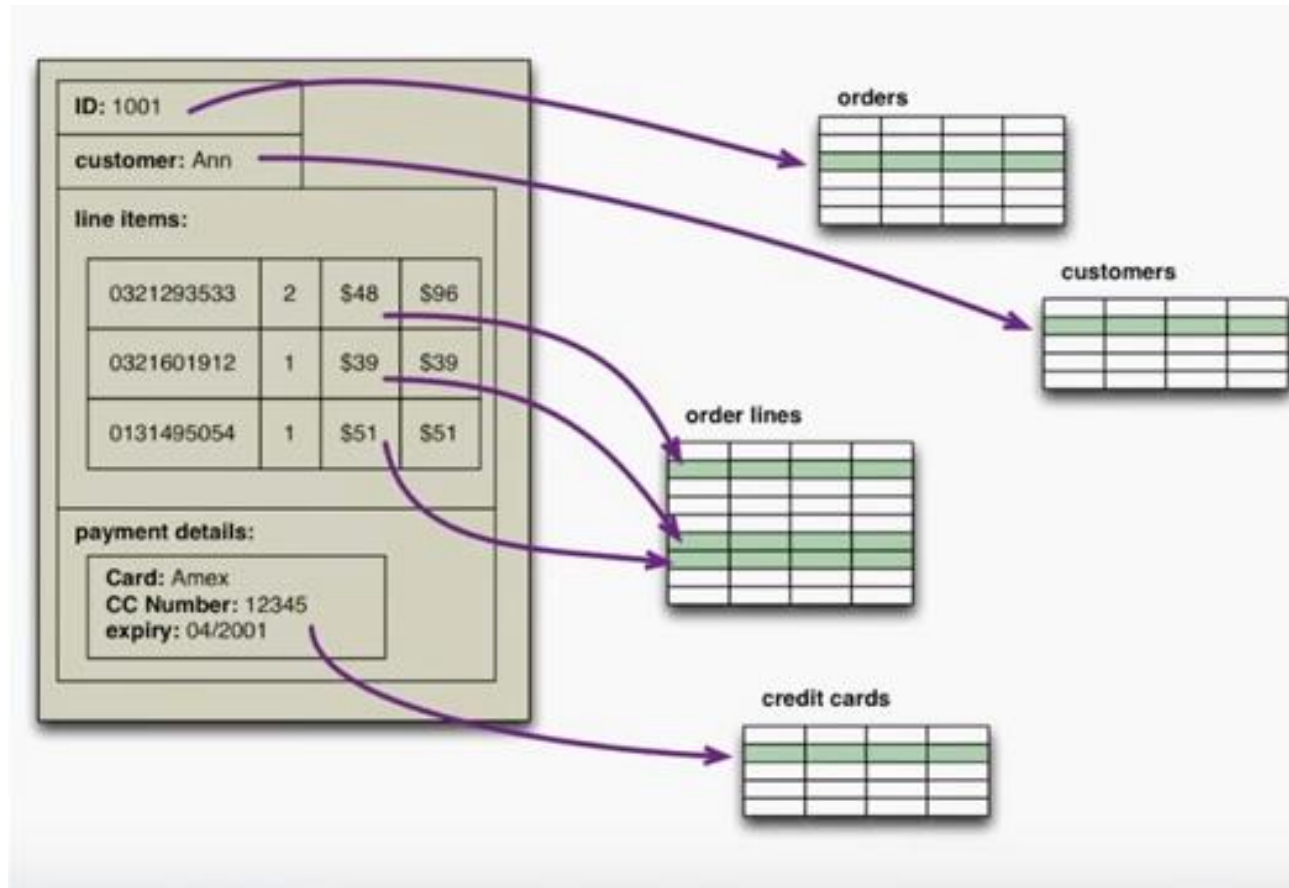 ID: 1001
customer: Ann
line items:
0321293533 2 $48 $96
0321601912 1 $39 $39
0131495054 1 $51 $51
payment details:
Card: Amex
CC Number: 12345
expiry: 04/2001
orders
customers
order lines
credit cards